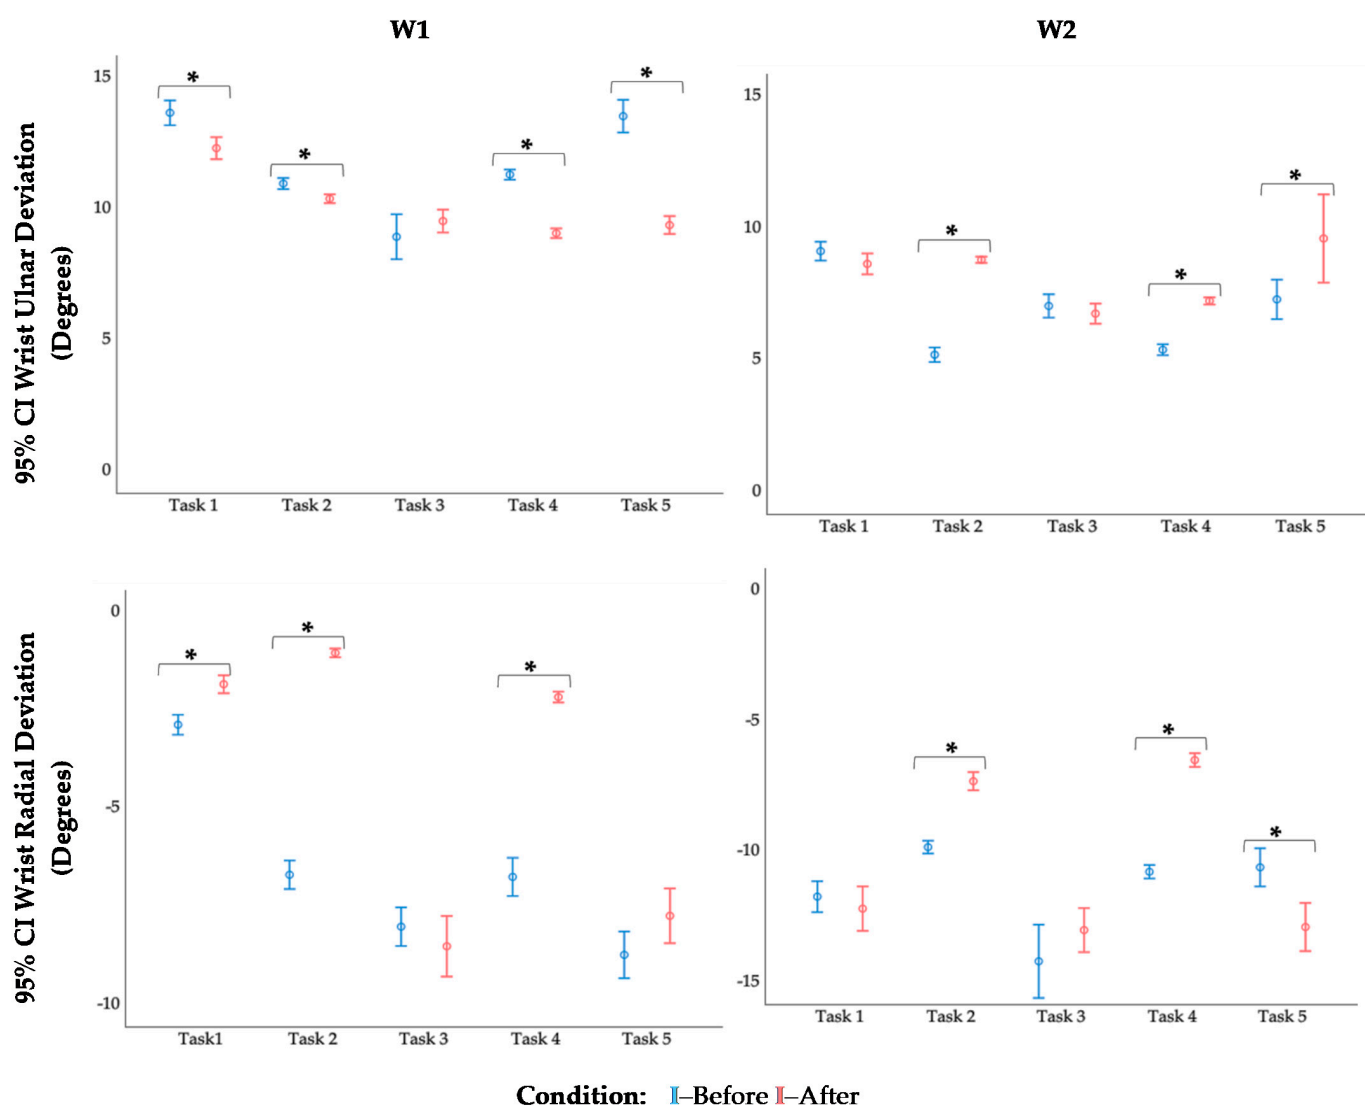 W1
W2
95% CI Wrist Ulnar Deviation
(Degrees)
15
10
5
0
*
*
*
*
Task 1
Task 2
Task 3
Task 4
Task 5
15
10
5
0
*
*
*
Task 1
Task 2
Task 3
Task 4
Task 5
95% CI Wrist Radial Deviation
(Degrees)
0
-5
-10
*
*
*
Task1
Task 2
Task 3
Task 4
Task 5
0
-5
-10
-15
*
*
*
Task 1
Task 2
Task 3
Task 4
Task 5
Condition: I–Before I–After